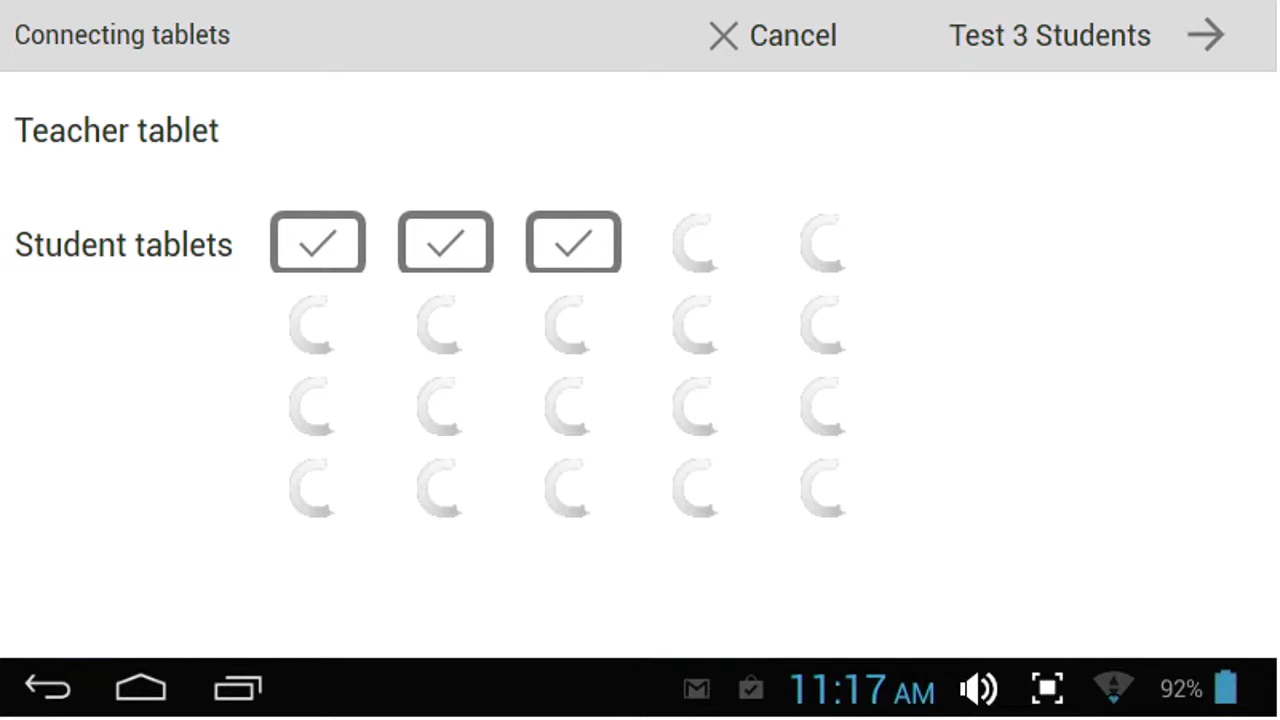 Connecting tablets
Cancel
Test 3 Students
Teacher tablet
Student tablets
11:17 AM
92%